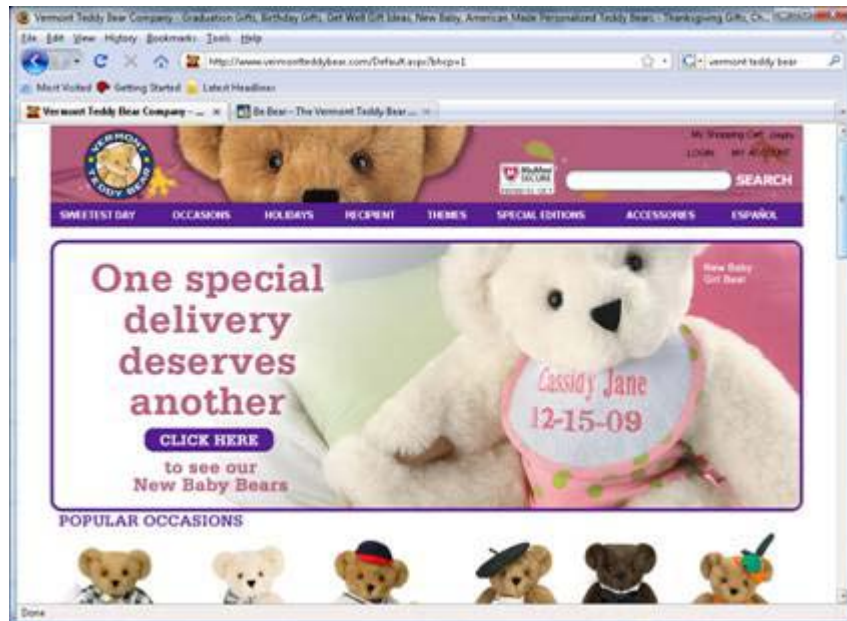 Vermont Teddy Bear Company - Graduation Gifts, Birthday Gifts, Get Well Gift Ideas, New Baby, American Made Personalized Teddy Bears - Thanksgiving Gifts, Ch...
File Edit View History Bookmarks Tools Help
http://www.vermontteddybear.com/Default.aspx?bhcp=1
vermont teddy bear
Most Visited Getting Started Latest Headlines
Vermont Teddy Bear Company - ...
Be Bear - The Vermont Teddy Bear ...
VERMONT TEDDY BEAR
My Shopping Cart: empty
LOGIN MY ACCOUNT
McAfee SECURE
SEARCH
SWEETEST DAY OCCASIONS HOLIDAYS RECIPIENT THEMES SPECIAL EDITIONS ACCESSORIES ESPAÑOL
One special
delivery
deserves
another
CLICK HERE
to see our
New Baby Bears
New Baby
Girl Bear
Cassidy Jane
12-15-09
POPULAR OCCASIONS
Done